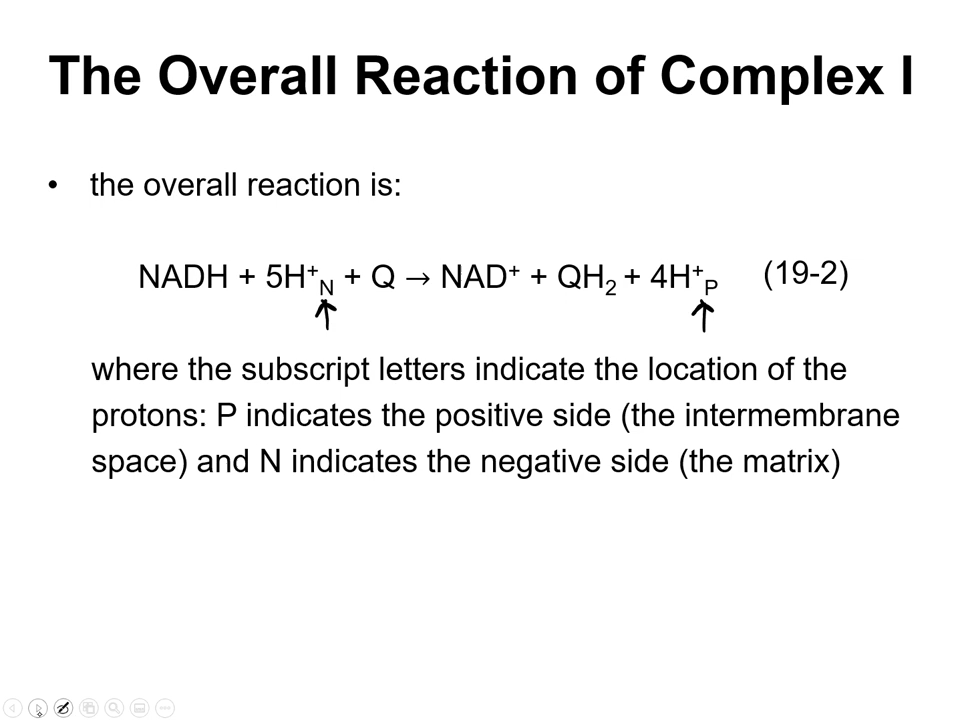 The Overall Reaction of Complex I
• the overall reaction is:
NADH + 5H⁺N + Q → NAD⁺ + QH₂ + 4H⁺P (19-2)
where the subscript letters indicate the location of the
protons: P indicates the positive side (the intermembrane
space) and N indicates the negative side (the matrix)